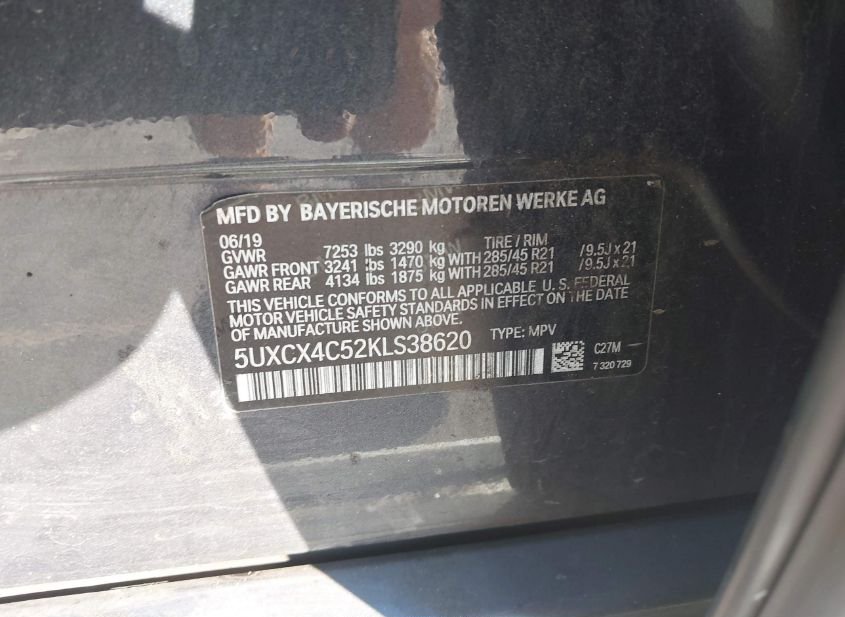 MFD BY BAYERISCHE MOTOREN WERKE AG
06/19 TIRE / RIM
GVWR 7253 lbs 3290 kg
GAWR FRONT 3241 lbs 1470 kg WITH 285/45 R21 /9.5J x 21
GAWR REAR 4134 lbs 1875 kg WITH 285/45 R21 /9.5J x 21
THIS VEHICLE CONFORMS TO ALL APPLICABLE U. S. FEDERAL
MOTOR VEHICLE SAFETY STANDARDS IN EFFECT ON THE DATE
OF MANUFACTURE SHOWN ABOVE.
5UXCX4C52KLS38620 TYPE: MPV
C27M
7 320 729